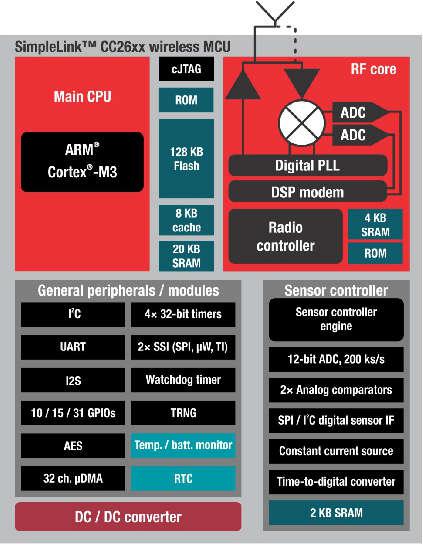 SimpleLink™ CC26xx wireless MCU
Main CPU
ARM®
Cortex®-M3
cJTAG
ROM
128 KB
Flash
8 KB
cache
20 KB
SRAM
RF core
ADC
ADC
Digital PLL
DSP modem
Radio
controller
4 KB
SRAM
ROM
General peripherals / modules
I²C
4× 32-bit timers
UART
2× SSI (SPI, µW, TI)
I2S
Watchdog timer
10 / 15 / 31 GPIOs
TRNG
AES
Temp. / batt. monitor
32 ch. µDMA
RTC
DC / DC converter
Sensor controller
Sensor controller
engine
12-bit ADC, 200 ks/s
2× Analog comparators
SPI / I²C digital sensor IF
Constant current source
Time-to-digital converter
2 KB SRAM